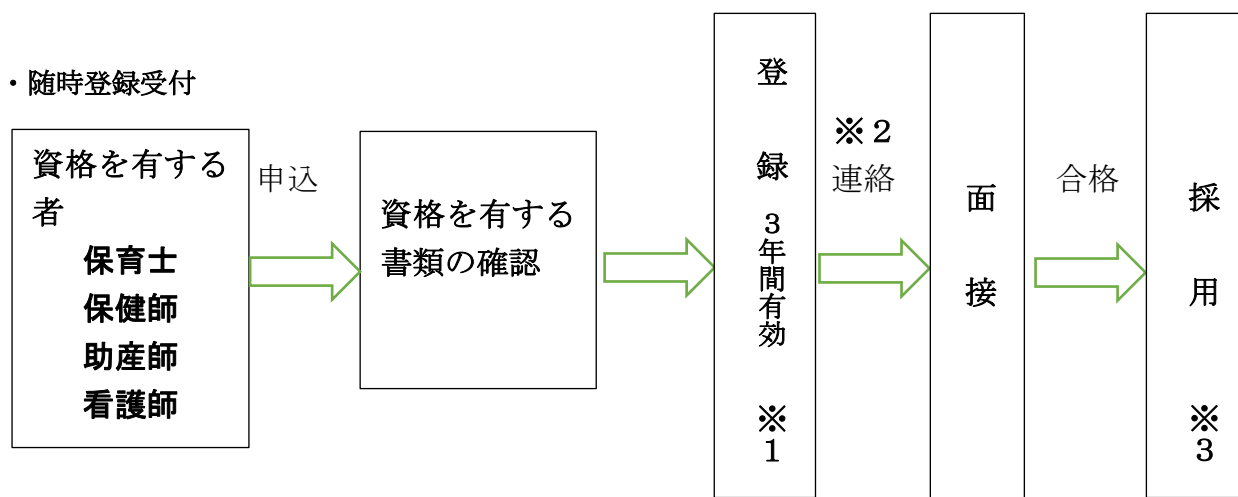 ・随時登録受付
資格を有する
者
保育士
保健師
助産師
看護師
申込
資格を有する
書類の確認
登録 3年間有効 ※1
※2
連絡
面接
合格
採用 ※3